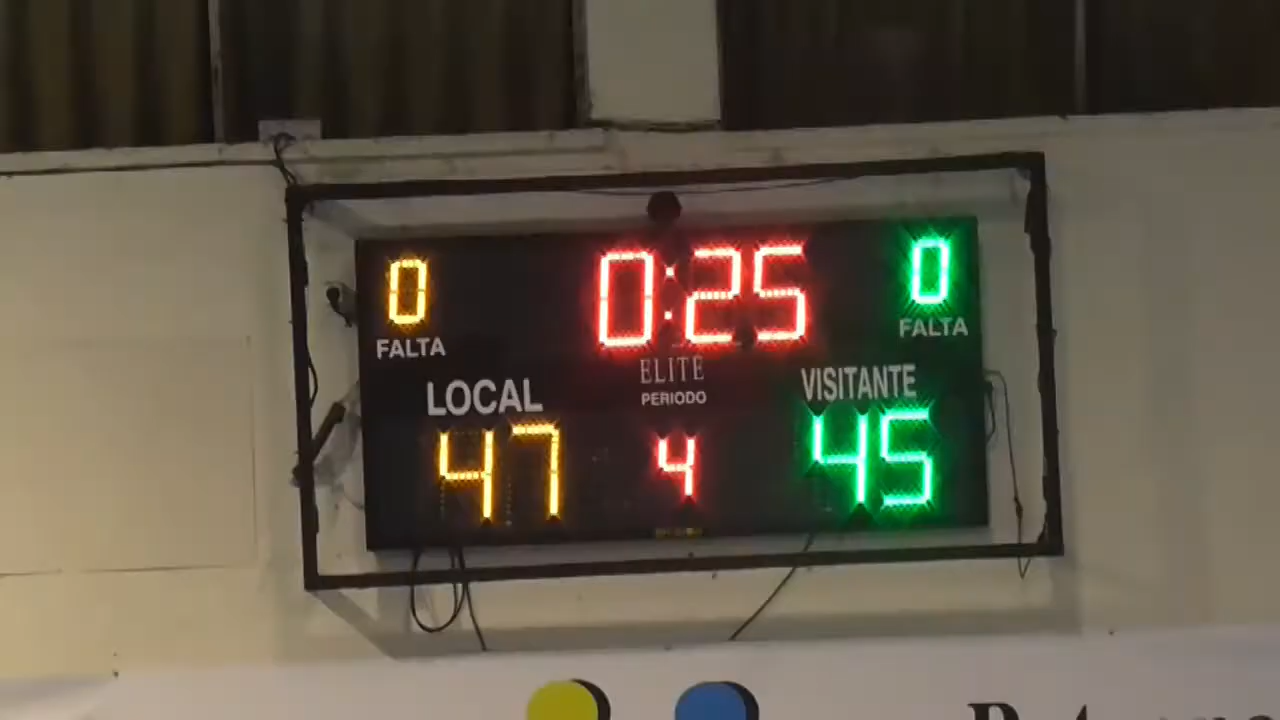 0 0:25 0
FALTA FALTA
ELITE
LOCAL PERIODO VISITANTE
47 4 45